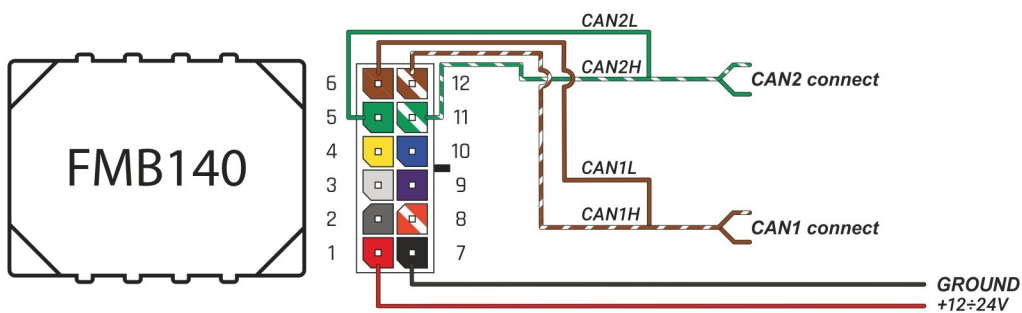 CAN2L
6
12
CAN2H
CAN2 connect
5
11
FMB140
4
10
3
9
CAN1L
2
8
CAN1H
CAN1 connect
1
7
GROUND
+12÷24V